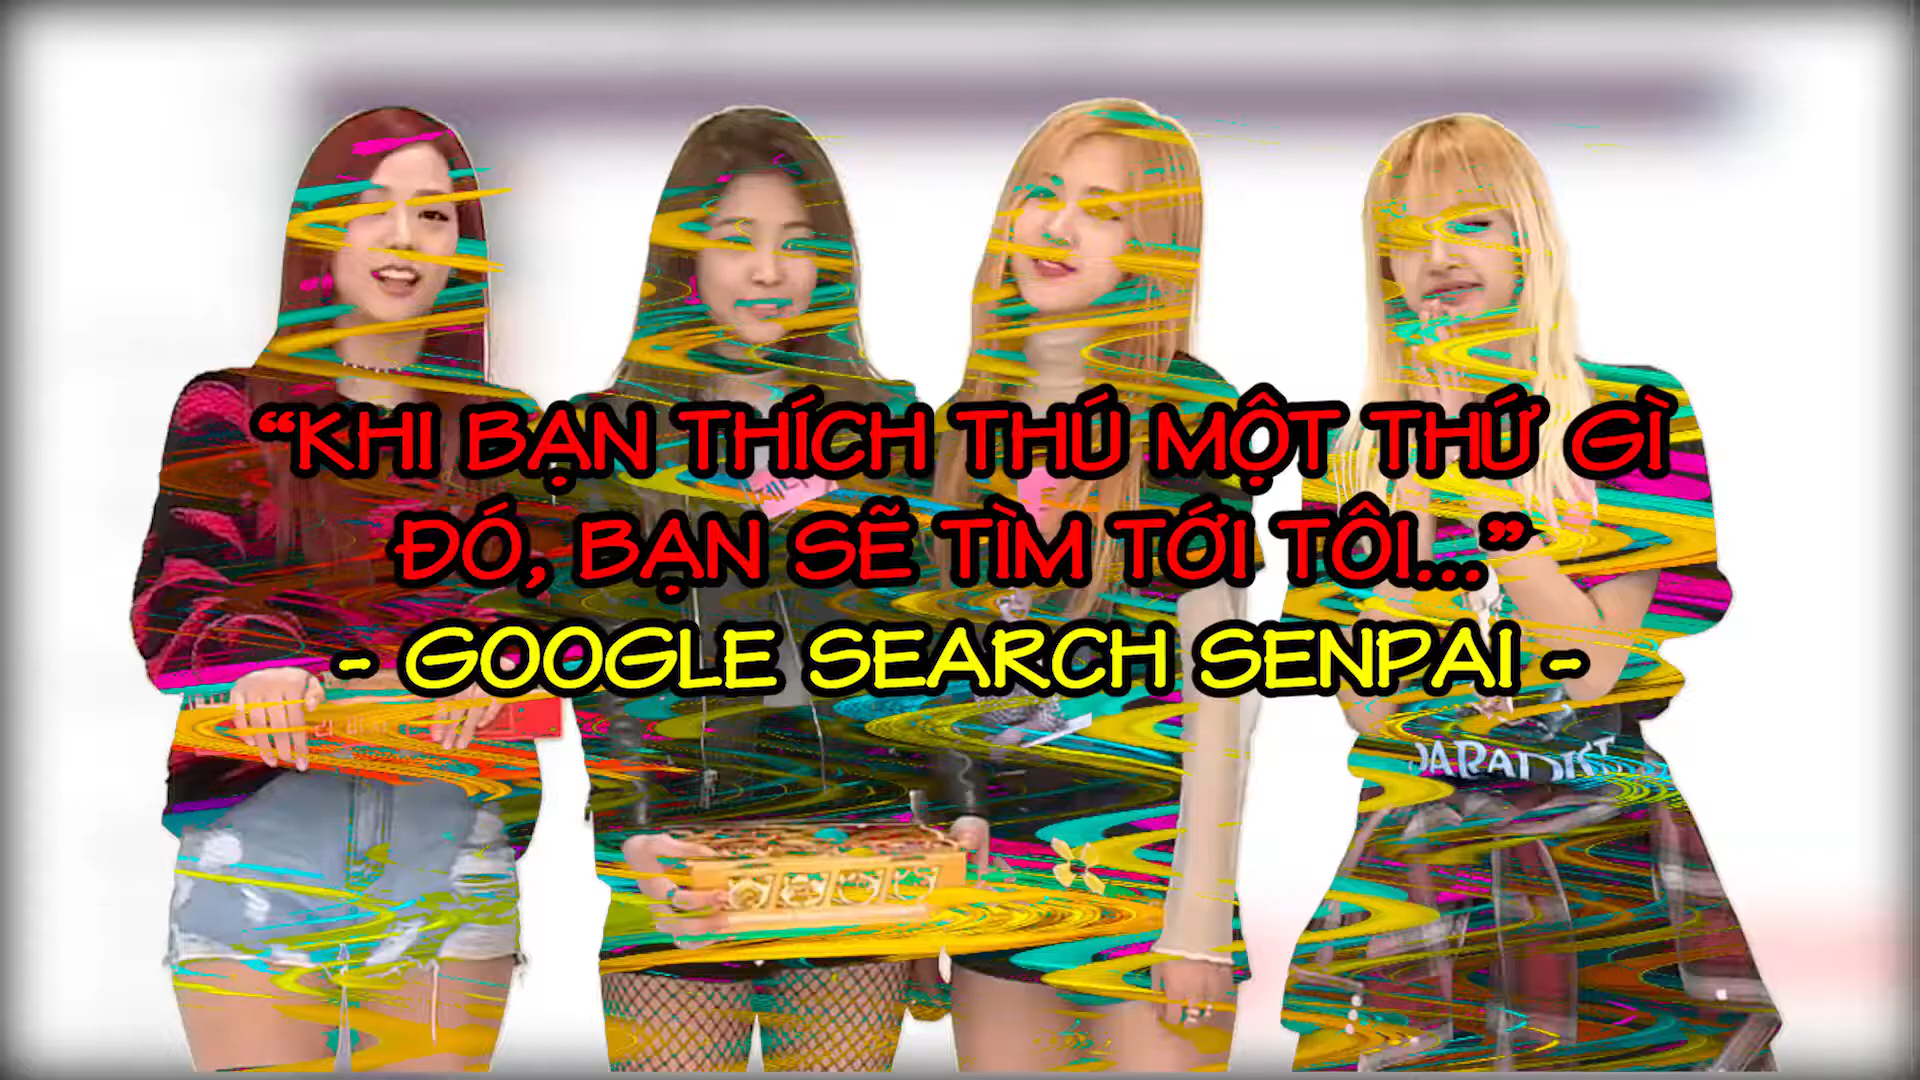 “KHI BẠN THÍCH THÚ MỘT THỨ GÌ
ĐÓ, BẠN SẼ TÌM TỚI TÔI...”
- GOOGLE SEARCH SENPAI -